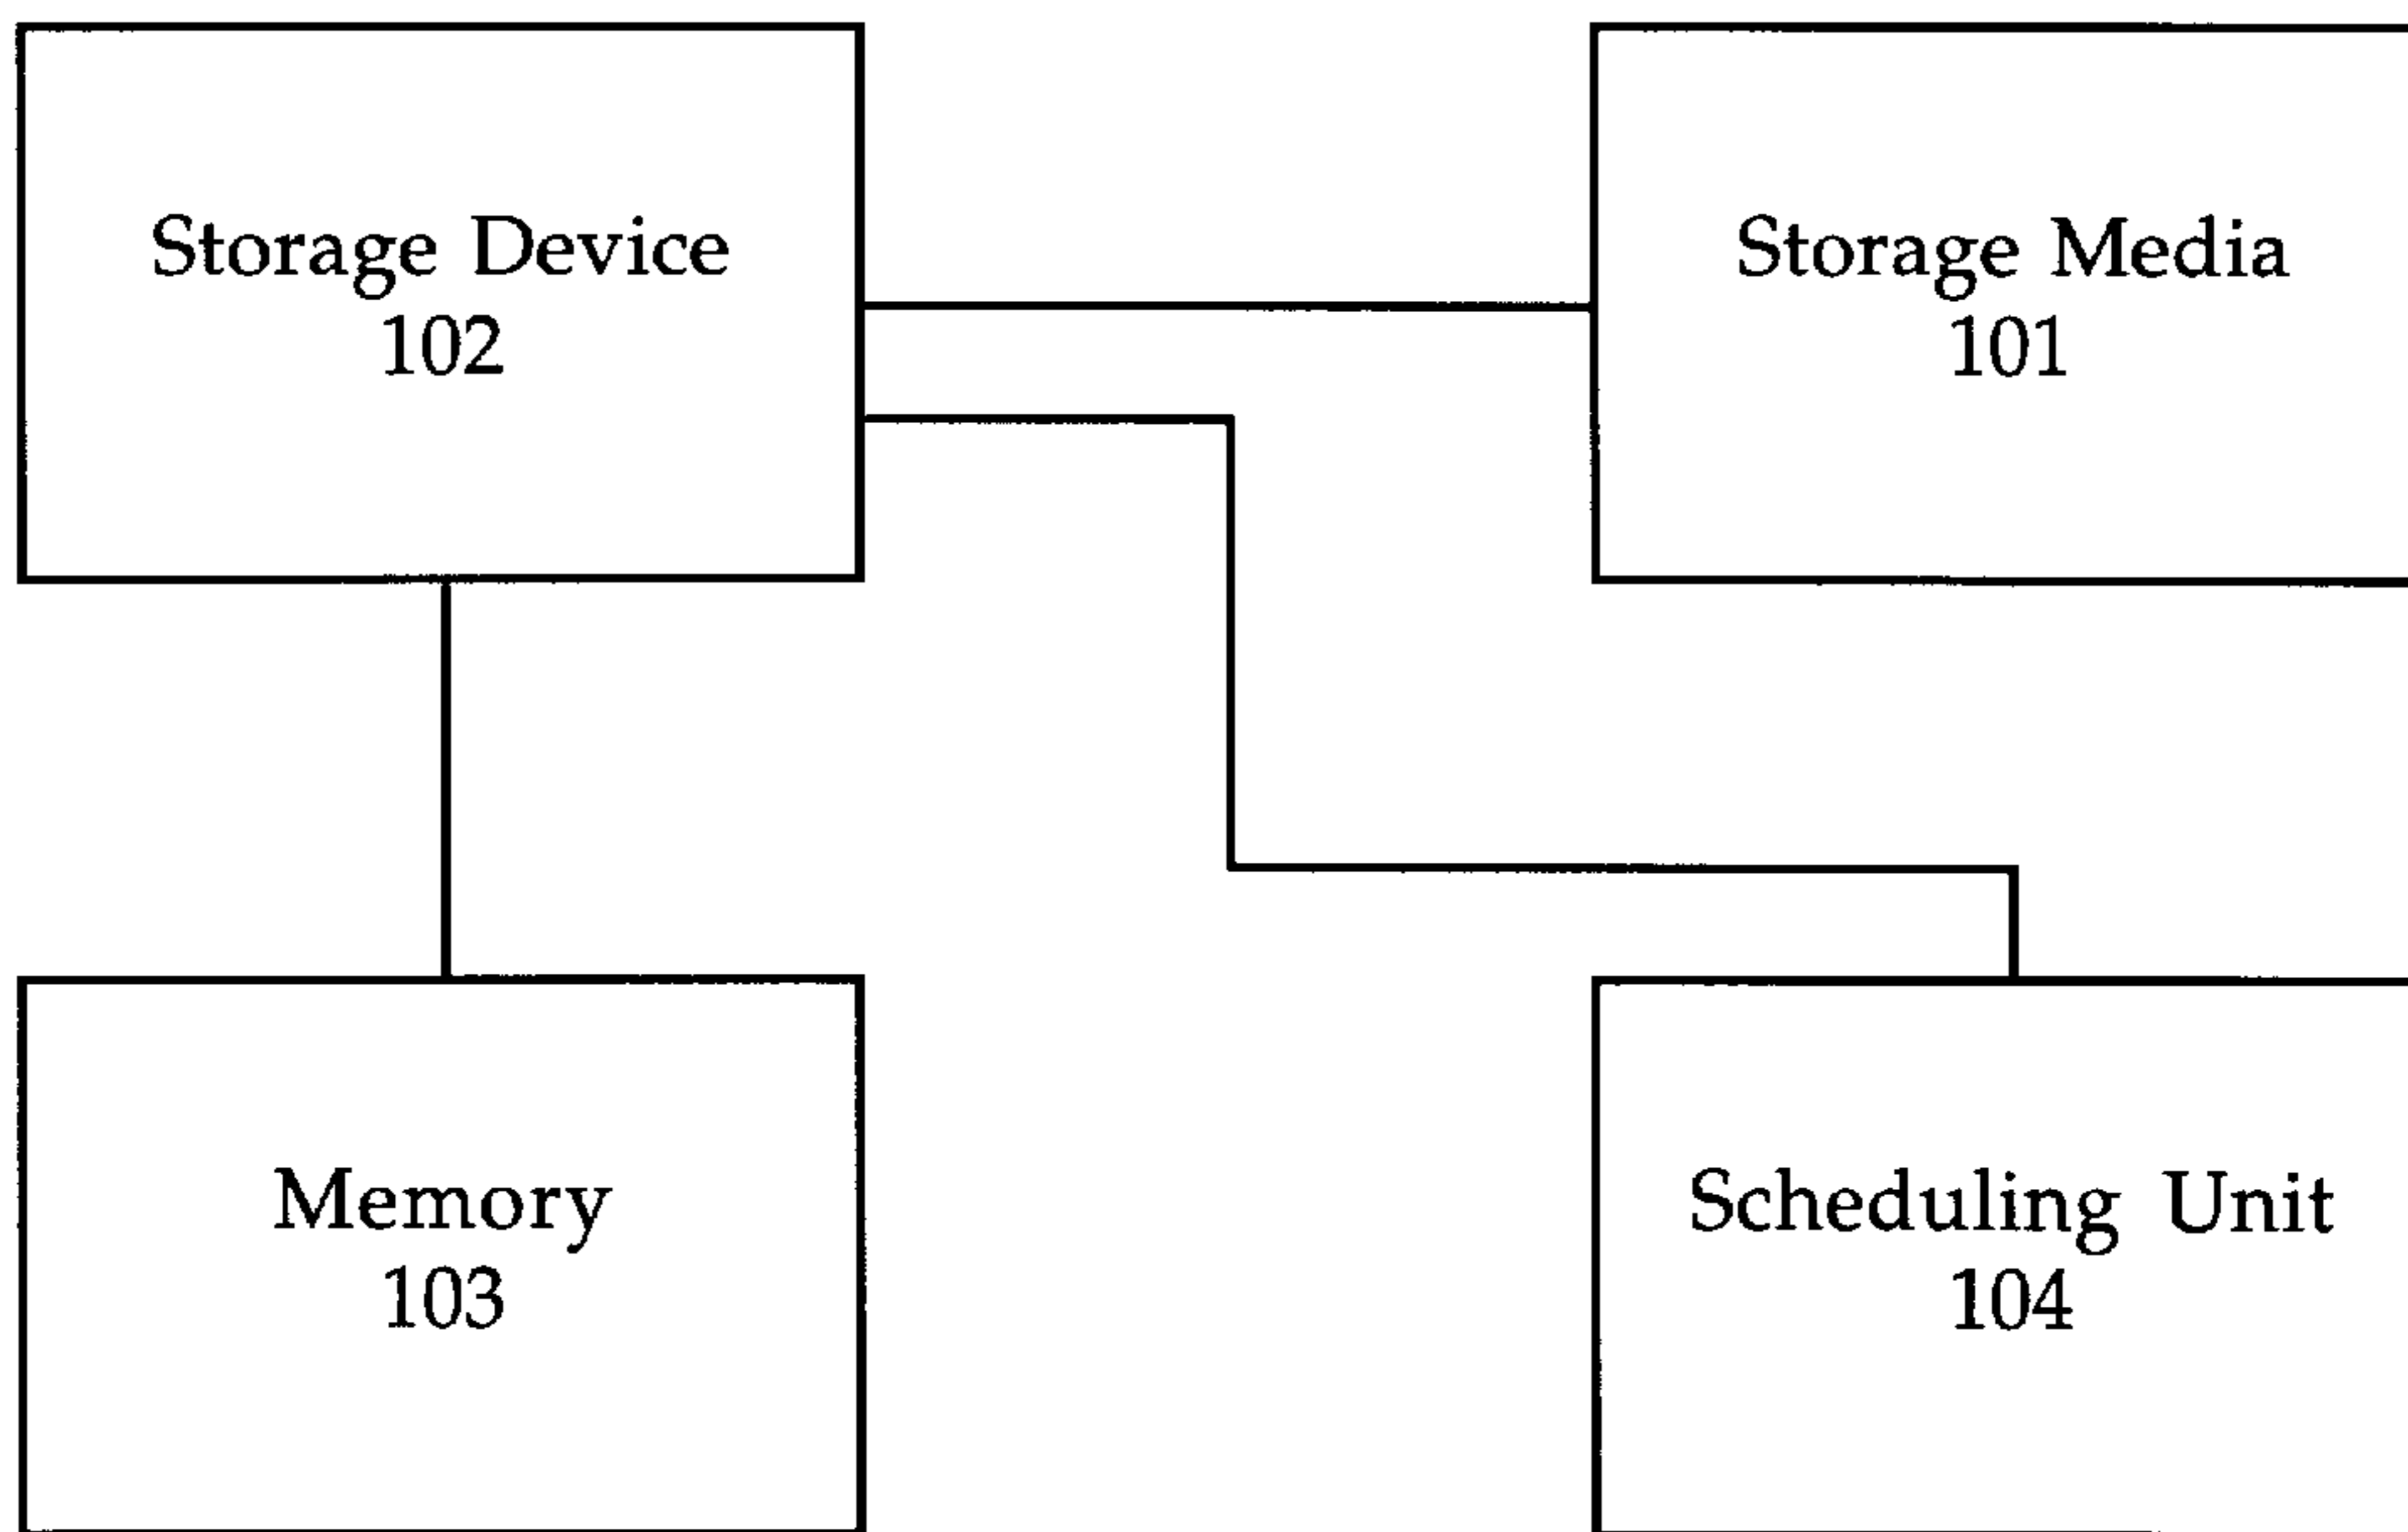 Storage Device
102
Storage Media
101
Memory
103
Scheduling Unit
104